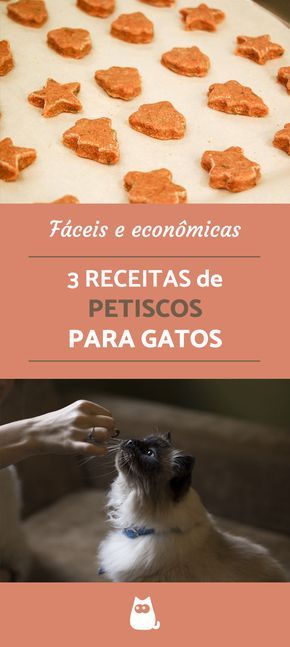 Fáceis e econômicas
3 RECEITAS de
PETISCOS
PARA GATOS